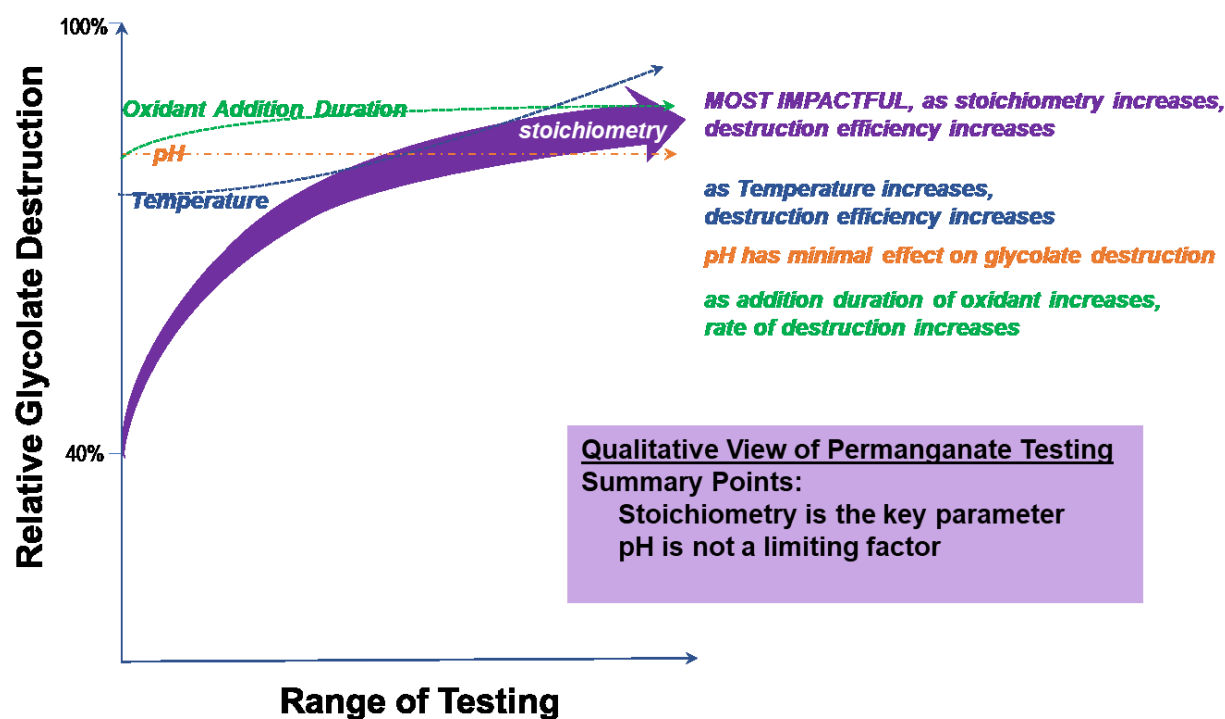 100%
Oxidant Addition Duration
pH
Temperature
stoichiometry
40%
Relative Glycolate Destruction
Range of Testing
MOST IMPACTFUL, as stoichiometry increases,
destruction efficiency increases
as Temperature increases,
destruction efficiency increases
pH has minimal effect on glycolate destruction
as addition duration of oxidant increases,
rate of destruction increases
Qualitative View of Permanganate Testing
Summary Points:
Stoichiometry is the key parameter
pH is not a limiting factor